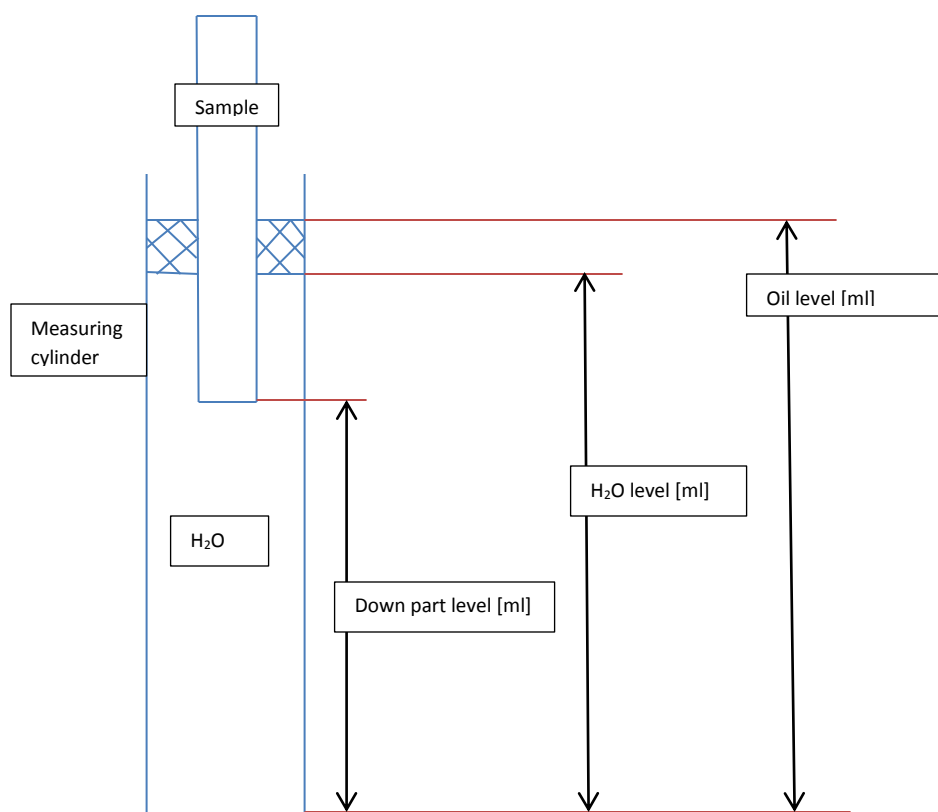 Sample
Oil level [ml]
Measuring
cylinder
H₂O level [ml]
H₂O
Down part level [ml]